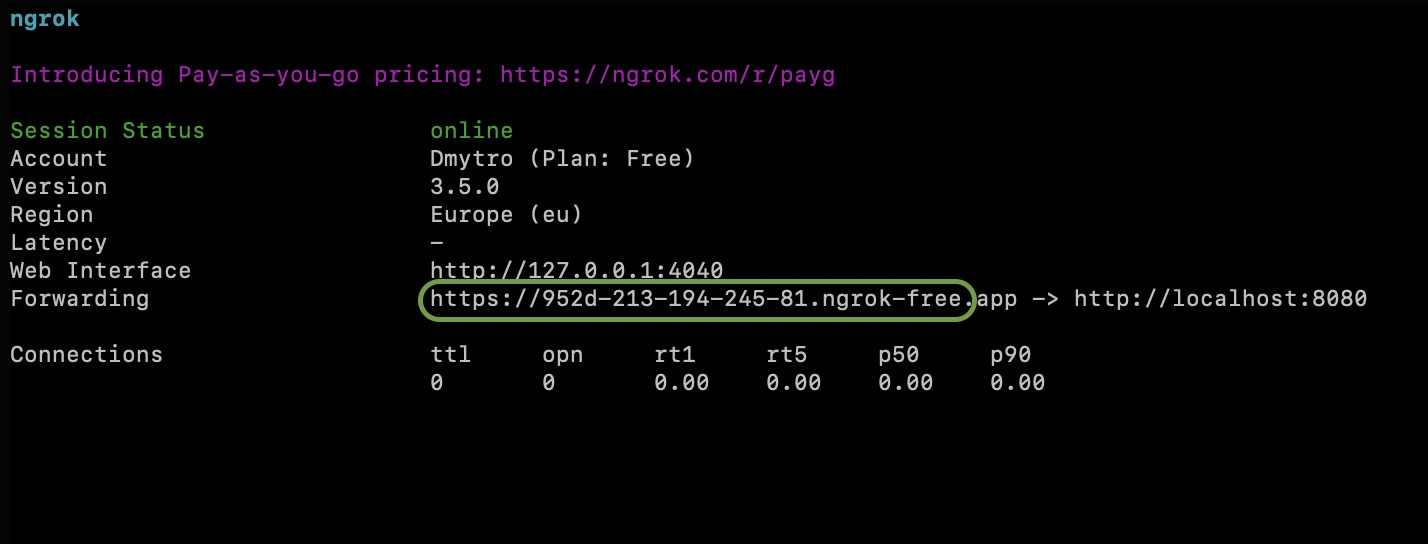 ngrok
Introducing Pay-as-you-go pricing: https://ngrok.com/r/payg
Session Status online
Account Dmytro (Plan: Free)
Version 3.5.0
Region Europe (eu)
Latency –
Web Interface http://127.0.0.1:4040
Forwarding https://952d-213-194-245-81.ngrok-free.app -> http://localhost:8080
Connections ttl opn rt1 rt5 p50 p90
0 0 0.00 0.00 0.00 0.00